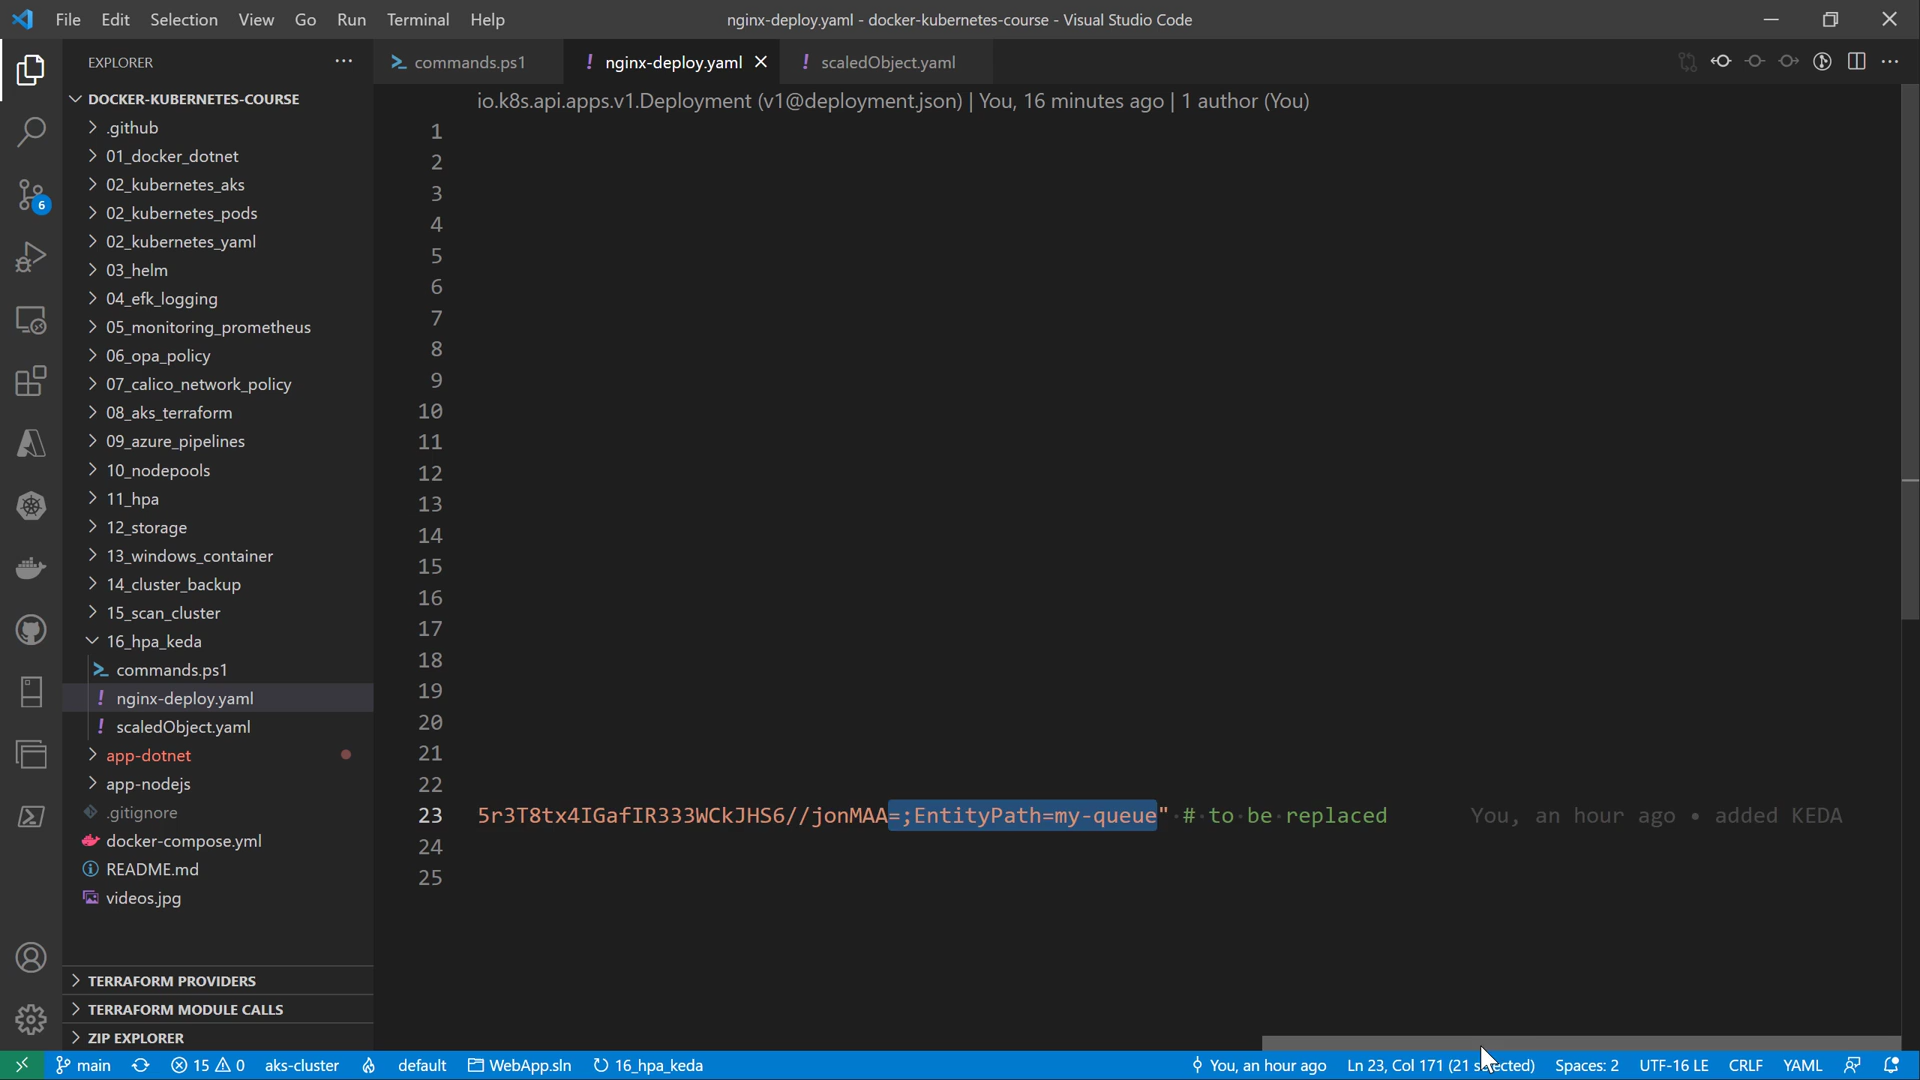 File Edit Selection View Go Run Terminal Help
nginx-deploy.yaml - docker-kubernetes-course - Visual Studio Code
EXPLORER
commands.ps1
nginx-deploy.yaml
scaledObject.yaml
DOCKER-KUBERNETES-COURSE
.github
01_docker_dotnet
02_kubernetes_aks
02_kubernetes_pods
02_kubernetes_yaml
03_helm
04_efk_logging
05_monitoring_prometheus
06_opa_policy
07_calico_network_policy
08_aks_terraform
09_azure_pipelines
10_nodepools
11_hpa
12_storage
13_windows_container
14_cluster_backup
15_scan_cluster
16_hpa_keda
commands.ps1
nginx-deploy.yaml
scaledObject.yaml
app-dotnet
app-nodejs
.gitignore
docker-compose.yml
README.md
videos.jpg
TERRAFORM PROVIDERS
TERRAFORM MODULE CALLS
ZIP EXPLORER
6
io.k8s.api.apps.v1.Deployment (v1@deployment.json) | You, 16 minutes ago | 1 author (You)
1
2
3
4
5
6
7
8
9
10
11
12
13
14
15
16
17
18
19
20
21
22
23 5r3T8tx4IGafIR333WCkJHS6//jonMAA=;EntityPath=my-queue" # to be replaced You, an hour ago • added KEDA
24
25
main 15 0 aks-cluster default WebApp.sln 16_hpa_keda You, an hour ago Ln 23, Col 171 (21 selected) Spaces: 2 UTF-16 LE CRLF YAML